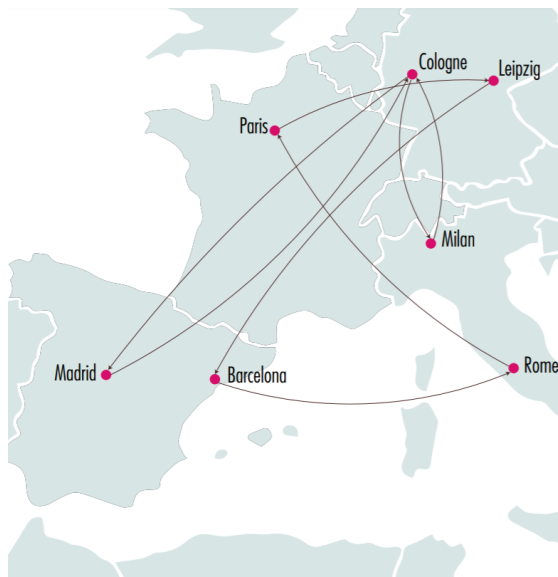 Cologne
Leipzig
Paris
Milan
Madrid
Barcelona
Rome